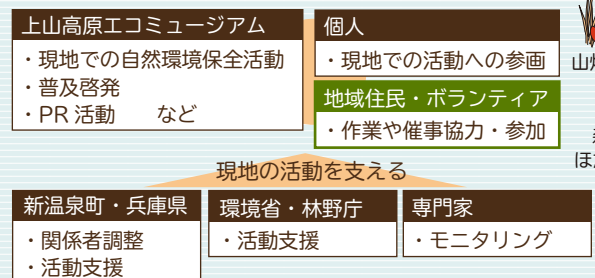 上山高原エコミュージアム
・現地での自然環境保全活動
・普及啓発
・PR 活動　など
個人
・現地での活動への参画
地域住民・ボランティア
・作業や催事協力・参加
現地の活動を支える
新温泉町・兵庫県
・関係者調整
・活動支援
環境省・林野庁
・活動支援
専門家
・モニタリング
山
ほ